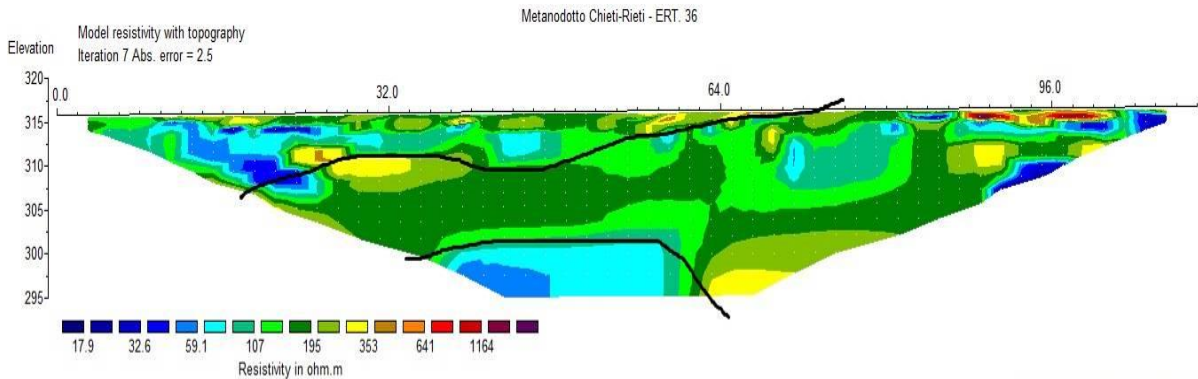 Metanodotto Chieti-Rieti - ERT. 36
Model resistivity with topography
Iteration 7 Abs. error = 2.5
Elevation
320
0.0 32.0 64.0 96.0
315
310
305
300
295
17.9 32.6 59.1 107 195 353 641 1164
Resistivity in ohm.m